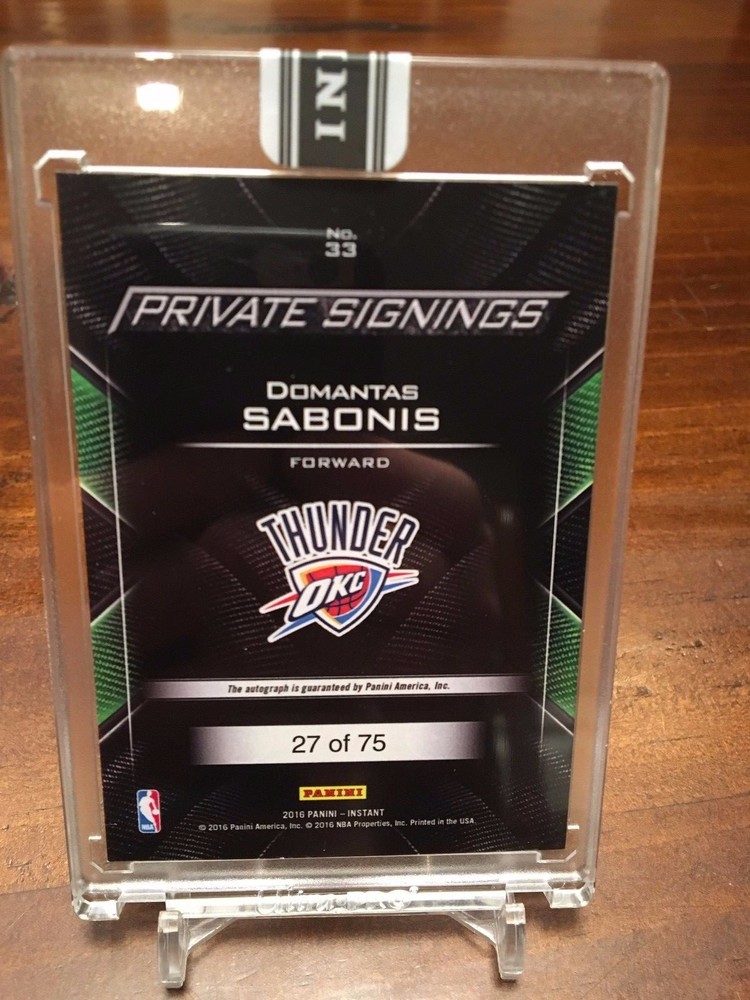 INI
No.
33
PRIVATE SIGNINGS
DOMANTAS
SABONIS
FORWARD
THUNDER
OKC
The autograph is guaranteed by Panini America, Inc.
27 of 75
PANINI
NBA
2016 PANINI – INSTANT
© 2016 Panini America, Inc. © 2016 NBA Properties, Inc. Printed in the USA.